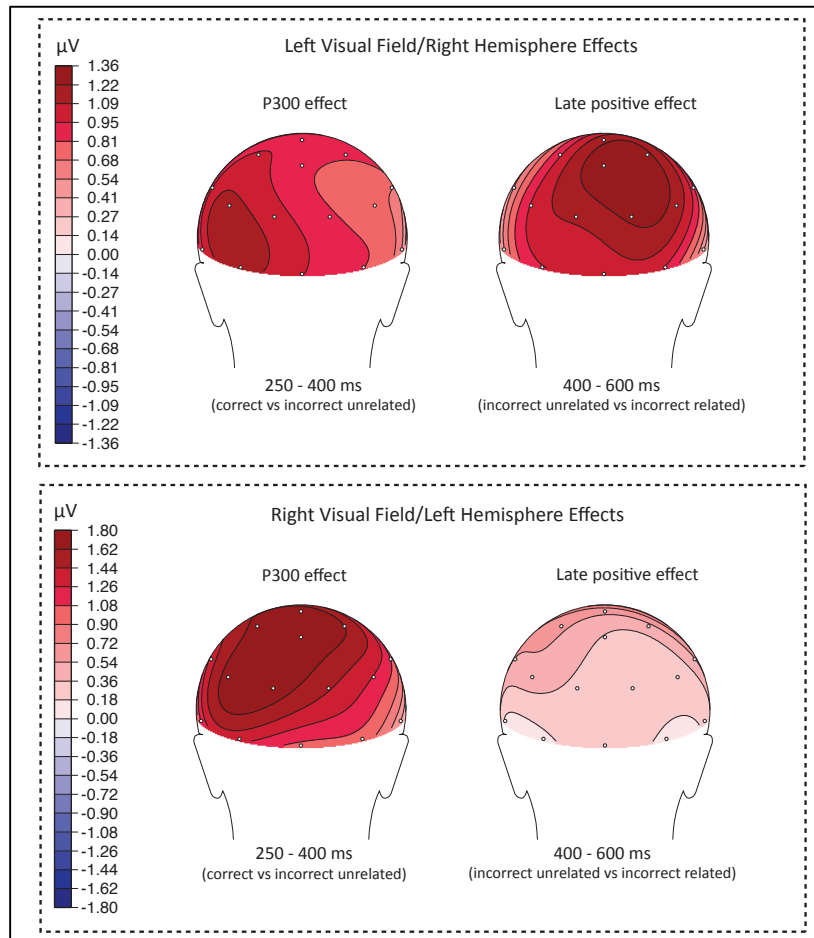 Left Visual Field/Right Hemisphere Effects
µV
1.36
1.22
1.09
0.95
0.81
0.68
0.54
0.41
0.27
0.14
0.00
-0.14
-0.27
-0.41
-0.54
-0.68
-0.81
-0.95
-1.09
-1.22
-1.36
P300 effect
Late positive effect
250 - 400 ms
(correct vs incorrect unrelated)
400 - 600 ms
(incorrect unrelated vs incorrect related)
Right Visual Field/Left Hemisphere Effects
µV
1.80
1.62
1.44
1.26
1.08
0.90
0.72
0.54
0.36
0.18
0.00
-0.18
-0.36
-0.54
-0.72
-0.90
-1.08
-1.26
-1.44
-1.62
-1.80
P300 effect
Late positive effect
250 - 400 ms
(correct vs incorrect unrelated)
400 - 600 ms
(incorrect unrelated vs incorrect related)